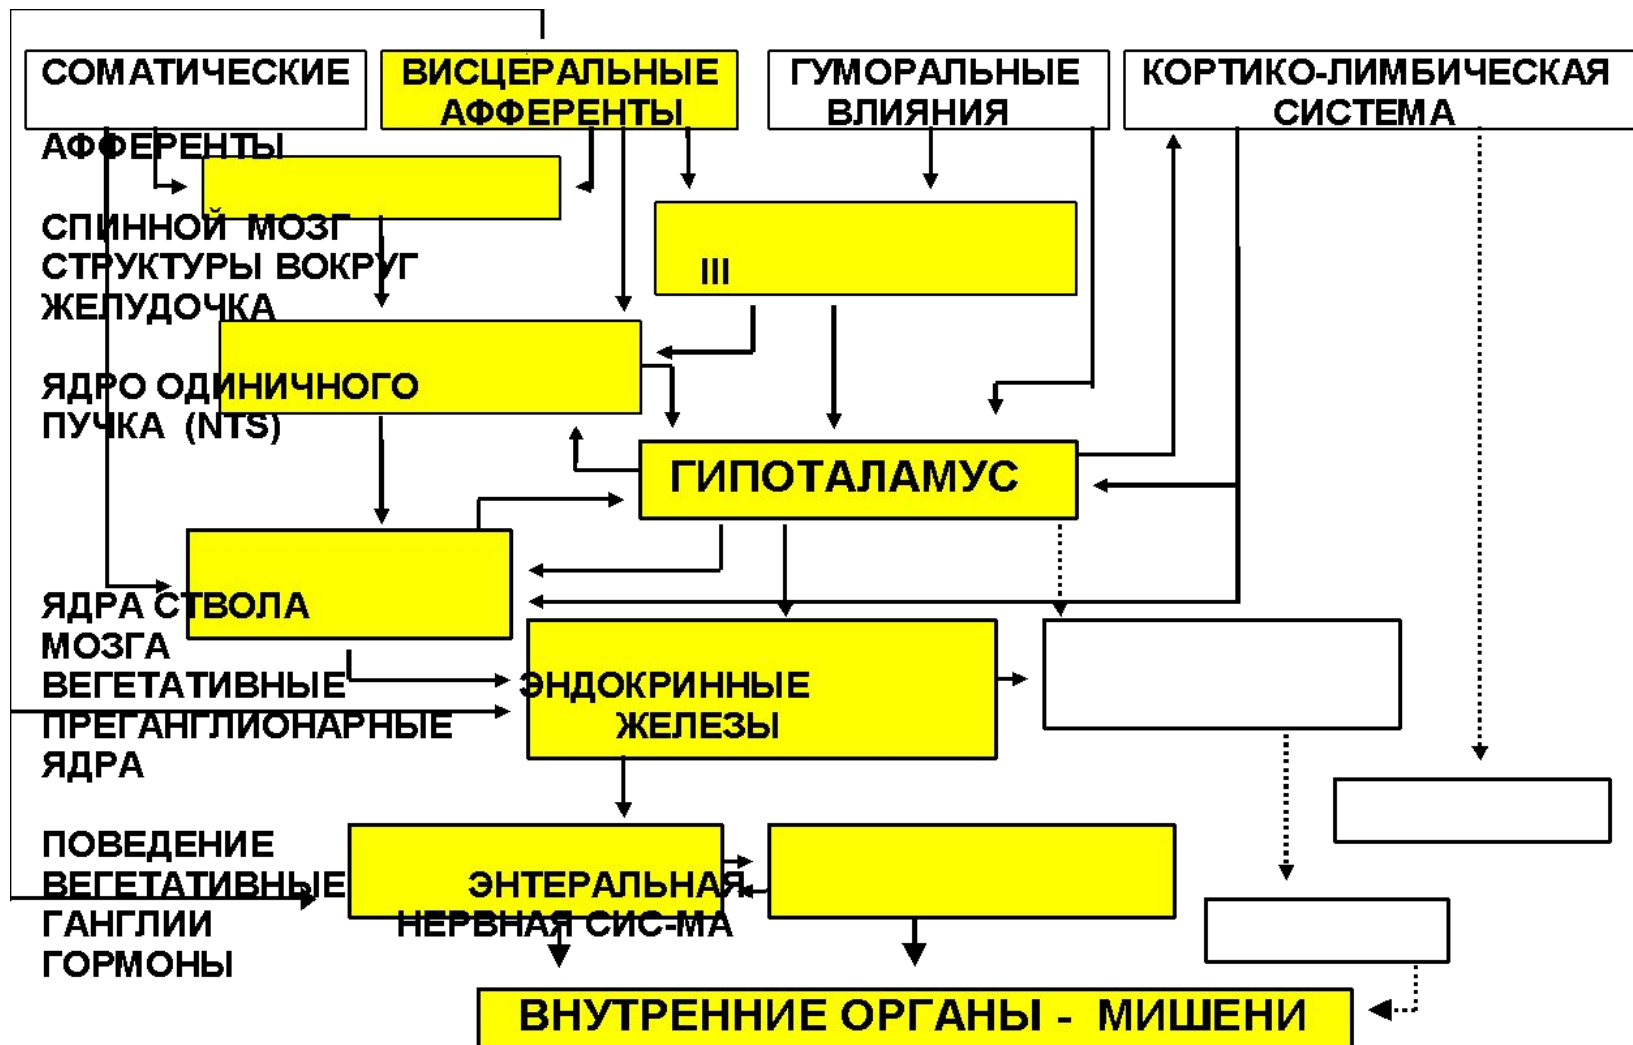 СОМАТИЧЕСКИЕ
АФФЕРЕНТЫ
ВИСЦЕРАЛЬНЫЕ
АФФЕРЕНТЫ
ГУМОРАЛЬНЫЕ
ВЛИЯНИЯ
КОРТИКО-ЛИМБИЧЕСКАЯ
СИСТЕМА
СПИННОЙ МОЗГ
СТРУКТУРЫ ВОКРУГ
III
ЖЕЛУДОЧКА
ЯДРО ОДИНИЧНОГО
ПУЧКА (NTS)
ГИПОТАЛАМУС
ЯДРА СТВОЛА
МОЗГА
ВЕГЕТАТИВНЫЕ
ПРЕГАНГЛИОНАРНЫЕ
ЯДРА
ЭНДОКРИННЫЕ
ЖЕЛЕЗЫ
ПОВЕДЕНИЕ
ВЕГЕТАТИВНЫЕ
ГАНГЛИИ
ГОРМОНЫ
ЭНТЕРАЛЬНАЯ
НЕРВНАЯ СИС-МА
ВНУТРЕННИЕ ОРГАНЫ - МИШЕНИ